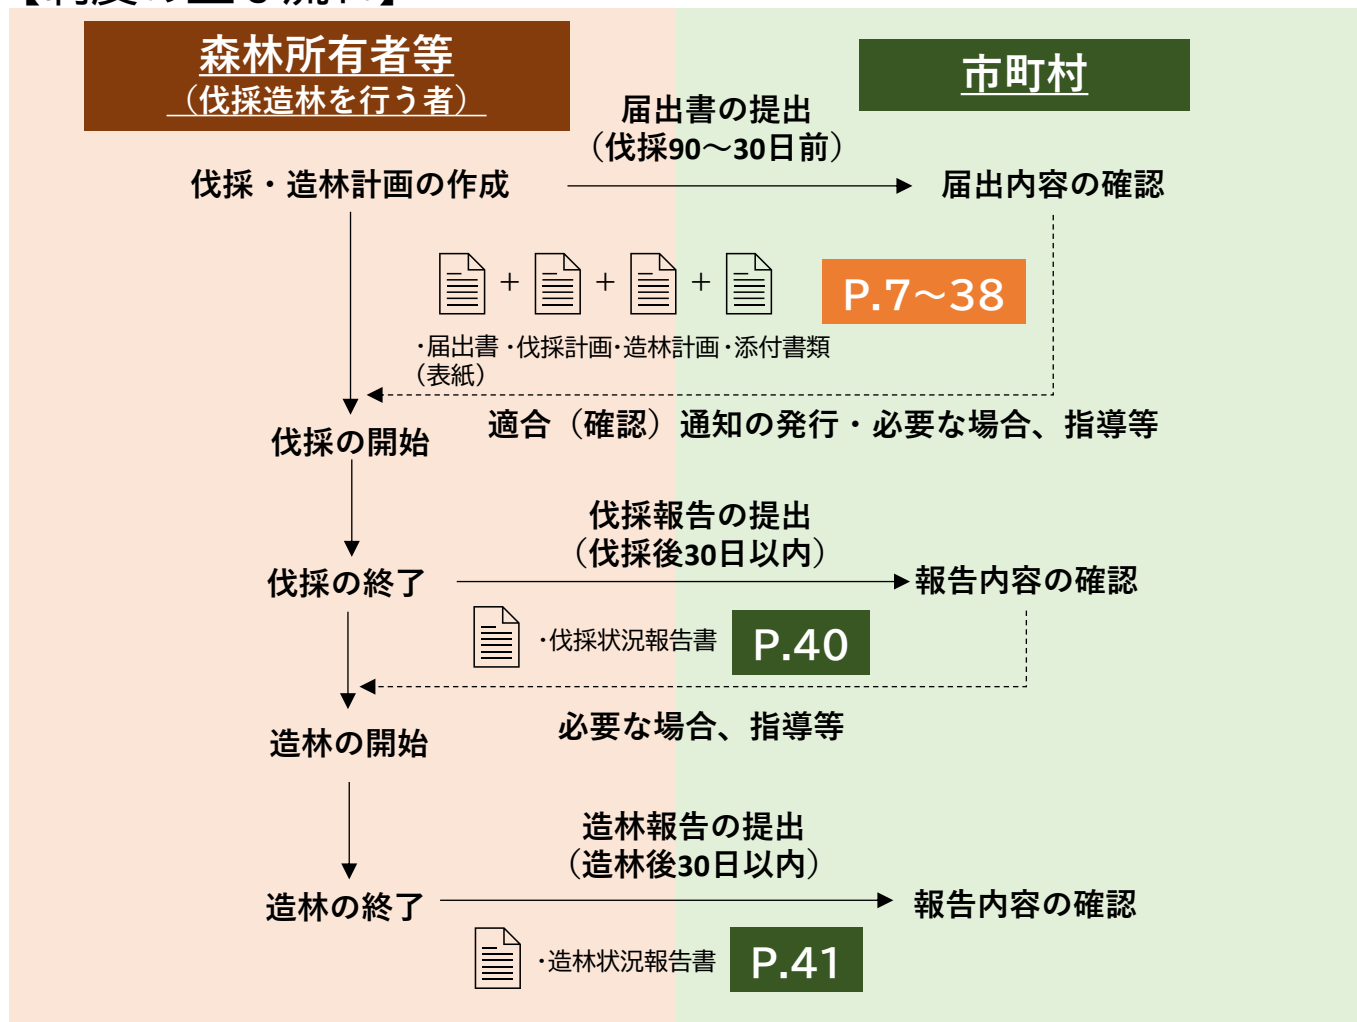 森林所有者等
（伐採造林を行う者）
市町村
届出書の提出
（伐採90～30日前）
伐採・造林計画の作成
届出内容の確認
＋ ＋ ＋
P.7～38
・届出書 ・伐採計画 ・造林計画 ・添付書類
（表紙）
適合（確認）通知の発行・必要な場合、指導等
伐採の開始
伐採報告の提出
（伐採後30日以内）
伐採の終了
報告内容の確認
・伐採状況報告書
P.40
必要な場合、指導等
造林の開始
造林報告の提出
（造林後30日以内）
造林の終了
報告内容の確認
・造林状況報告書
P.41